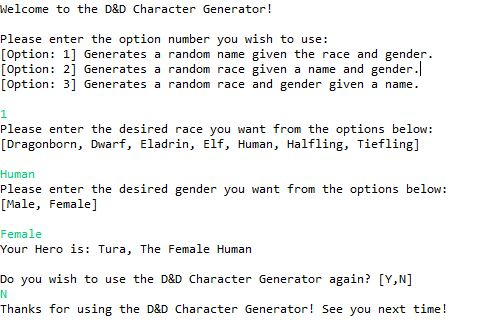 Welcome to the D&D Character Generator!
Please enter the option number you wish to use:
[Option: 1] Generates a random name given the race and gender.
[Option: 2] Generates a random race given a name and gender.
[Option: 3] Generates a random race and gender given a name.
1
Please enter the desired race you want from the options below:
[Dragonborn, Dwarf, Eladrin, Elf, Human, Halfling, Tiefling]
Human
Please enter the desired gender you want from the options below:
[Male, Female]
Female
Your Hero is: Tura, The Female Human
Do you wish to use the D&D Character Generator again? [Y,N]
N
Thanks for using the D&D Character Generator! See you next time!